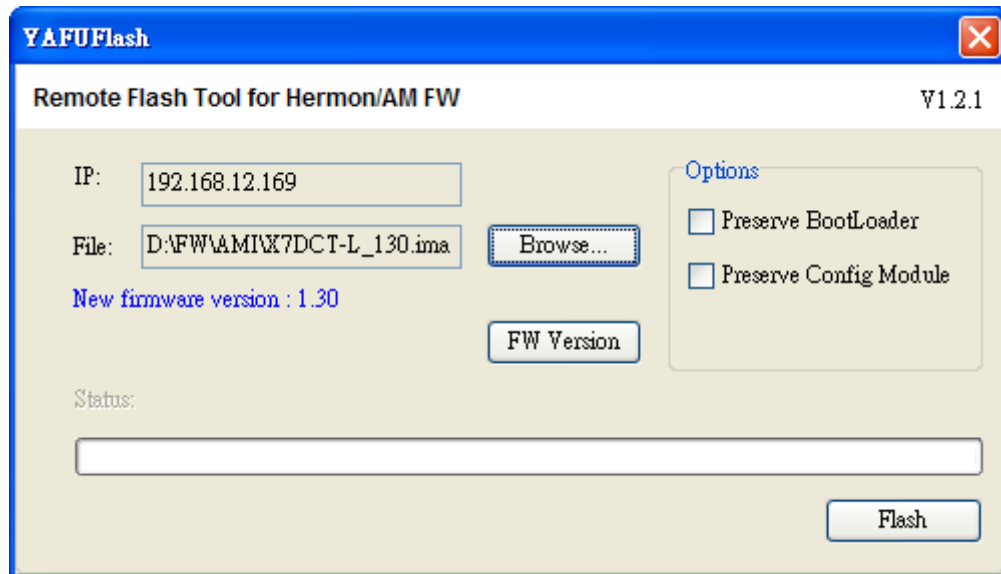 YAFUFlash
Remote Flash Tool for Hermon/AM FW V1.2.1
IP: 192.168.12.169
File: D:\FW\AMI\X7DCT-L_130.ima Browse...
New firmware version : 1.30
FW Version
Options
Preserve BootLoader
Preserve Config Module
Status:
Flash